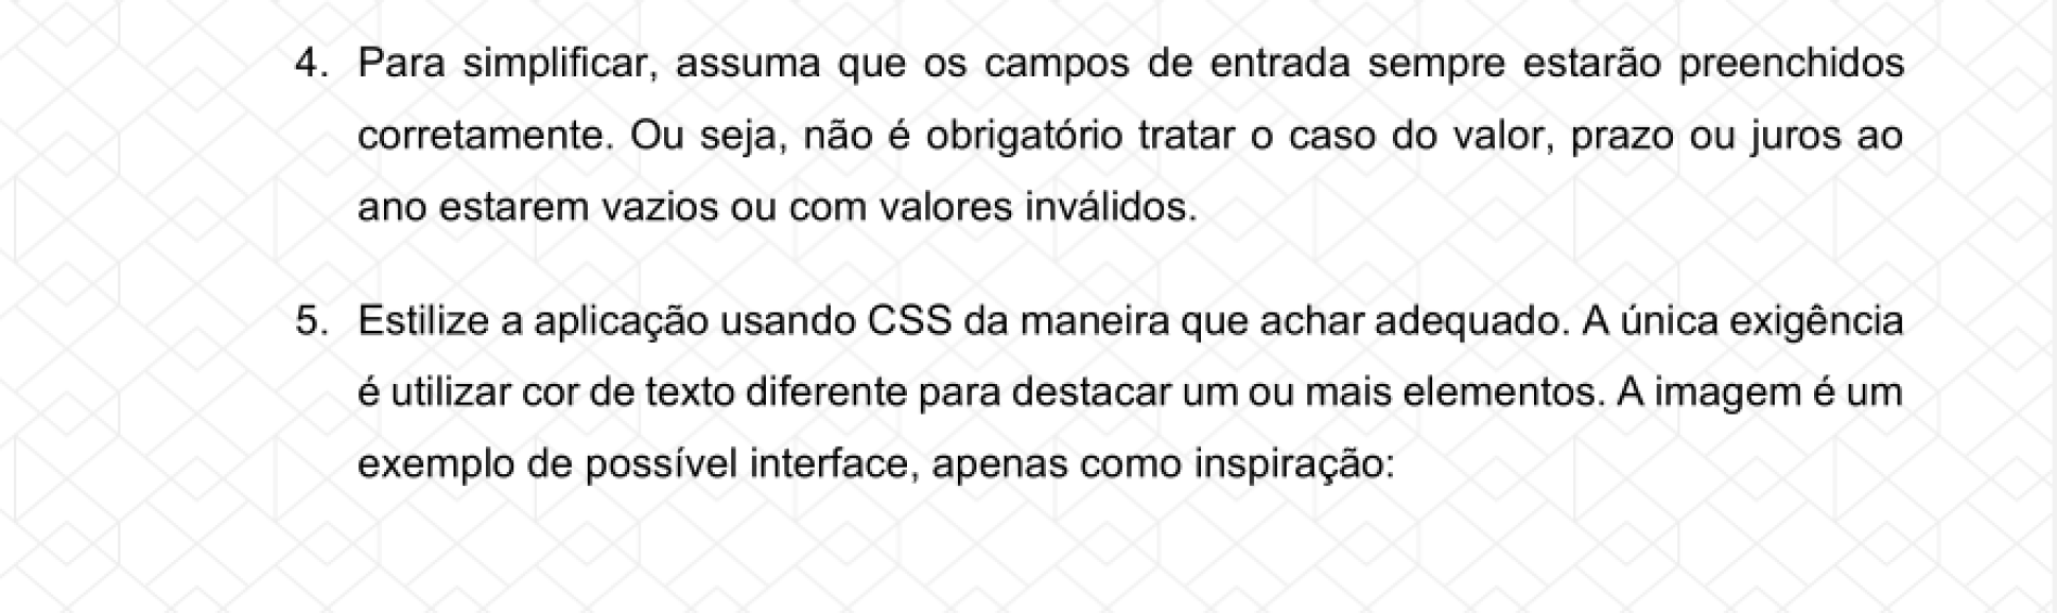 4. Para simplificar, assuma que os campos de entrada sempre estarão preenchidos
corretamente. Ou seja, não é obrigatório tratar o caso do valor, prazo ou juros ao
ano estarem vazios ou com valores inválidos.
5. Estilize a aplicação usando CSS da maneira que achar adequado. A única exigência
é utilizar cor de texto diferente para destacar um ou mais elementos. A imagem é um
exemplo de possível interface, apenas como inspiração: